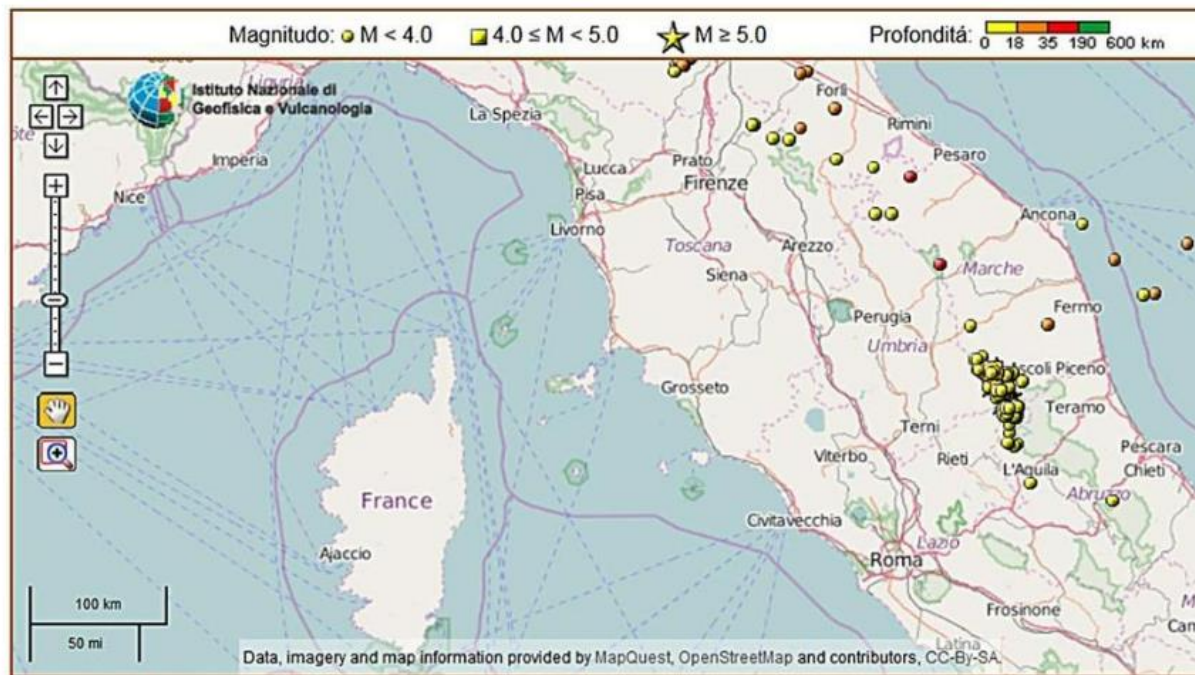 Magnitudo: M < 4.0 4.0 ≤ M < 5.0 M ≥ 5.0 Profonditá:
0 18 35 190 600 km
Istituto Nazionale di
Geofisica e Vulcanologia
Liguria
La Spezia
Forlì
Rimini
Imperia
Lucca
Prato
Pesaro
Nice
Pisa
Firenze
Livorno
Ancona
Toscana
Arezzo
Siena
Marche
Perugia
Fermo
Umbria
Grosseto
Ascoli Piceno
Teramo
Terni
Viterbo
Rieti
Pescara
L'Aquila
Chieti
France
Abruzzo
Civitavecchia
Ajaccio
Lazio
Roma
100 km
Frosinone
50 mi
Latina
Data, imagery and map information provided by MapQuest, OpenStreetMap and contributors, CC-By-SA.